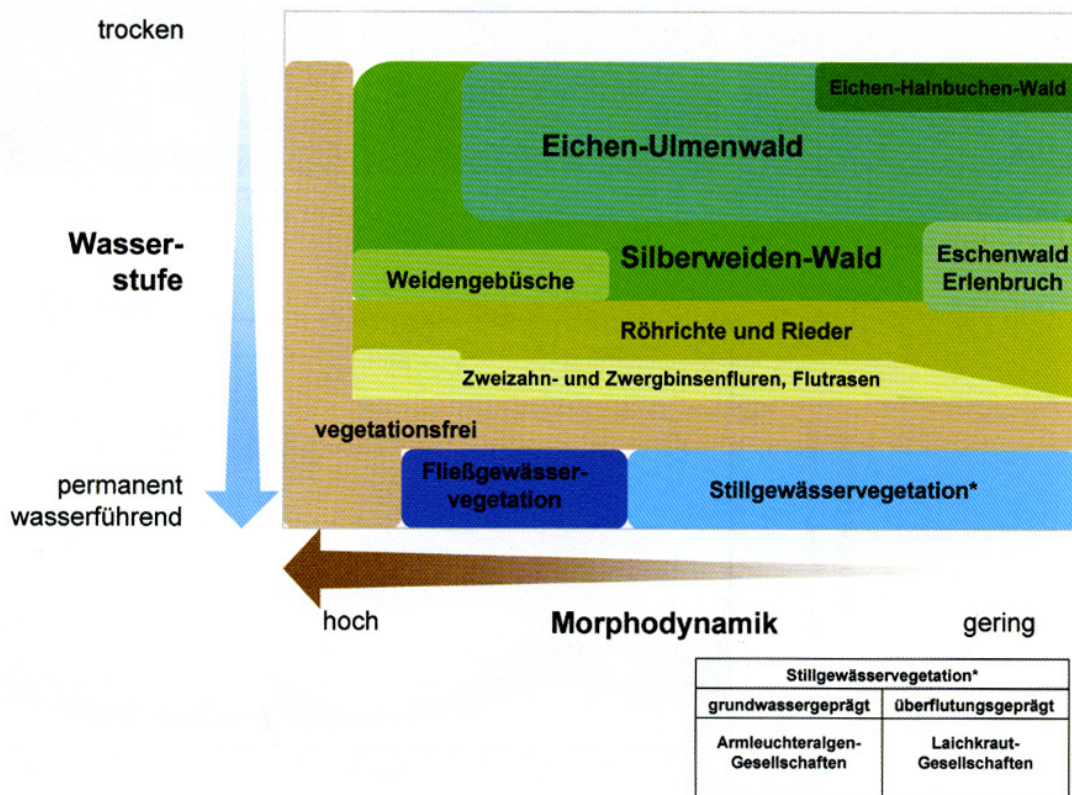 trocken
Eichen-Hainbuchen-Wald
Eichen-Ulmenwald
Wasser-
stufe
Silberweiden-Wald
Eschenwald
Erlenbruch
Weidengebüsche
Röhrichte und Rieder
Zweizahn- und Zwergbinsenfluren, Flutrasen
vegetationsfrei
permanent
wasserführend
Fließgewässer-
vegetation
Stillgewässervegetation*
hoch
Morphodynamik
gering
Stillgewässervegetation*
grundwassergeprägt
überflutungsgeprägt
Armleuchteralgen-
Gesellschaften
Laichkraut-
Gesellschaften